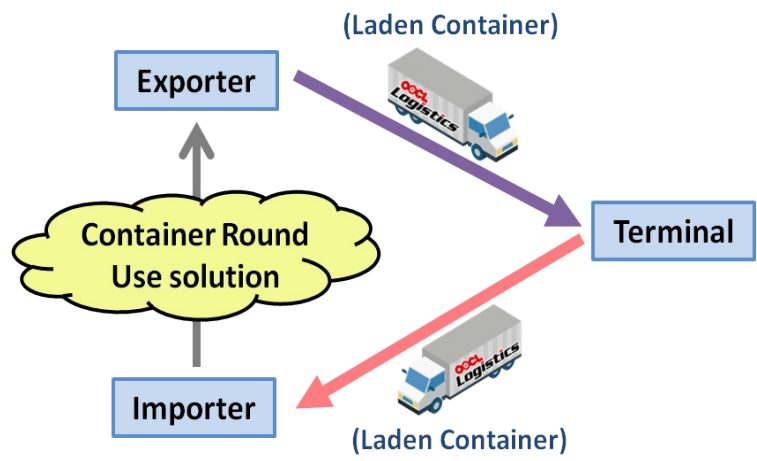 (Laden Container)
Exporter
OOCL
Logistics
Container Round
Use solution
Terminal
OOCL
Logistics
Importer
(Laden Container)